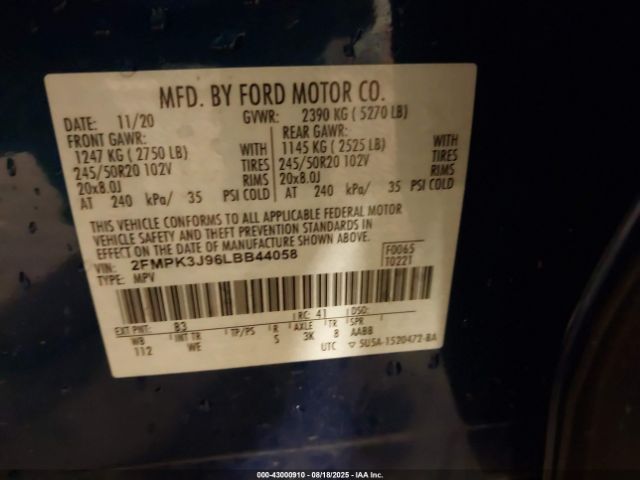 MFD. BY FORD MOTOR CO.
DATE: 11/20 GVWR: 2390 KG ( 5270 LB)
FRONT GAWR: REAR GAWR:
1247 KG ( 2750 LB) WITH 1145 KG ( 2525 LB) WITH
245/50R20 102V TIRES 245/50R20 102V TIRES
20x8.0J RIMS 20x8.0J RIMS
AT 240 kPa/ 35 PSI COLD AT 240 kPa/ 35 PSI COLD
THIS VEHICLE CONFORMS TO ALL APPLICABLE FEDERAL MOTOR
VEHICLE SAFETY AND THEFT PREVENTION STANDARDS IN
EFFECT ON THE DATE OF MANUFACTURE SHOWN ABOVE.
VIN: 2FMPK3J96LBB44058 F0065
TYPE: MPV T0221
EXT PNT: B3 RC: 41 DSO:
WB INT TR TP/PS R AXLE TR SPR
112 WE S 3K 8 AABB
UTC ▽ SU5A-1520472-BA
000-43000910 | 08/18/2025 | IAA Inc.